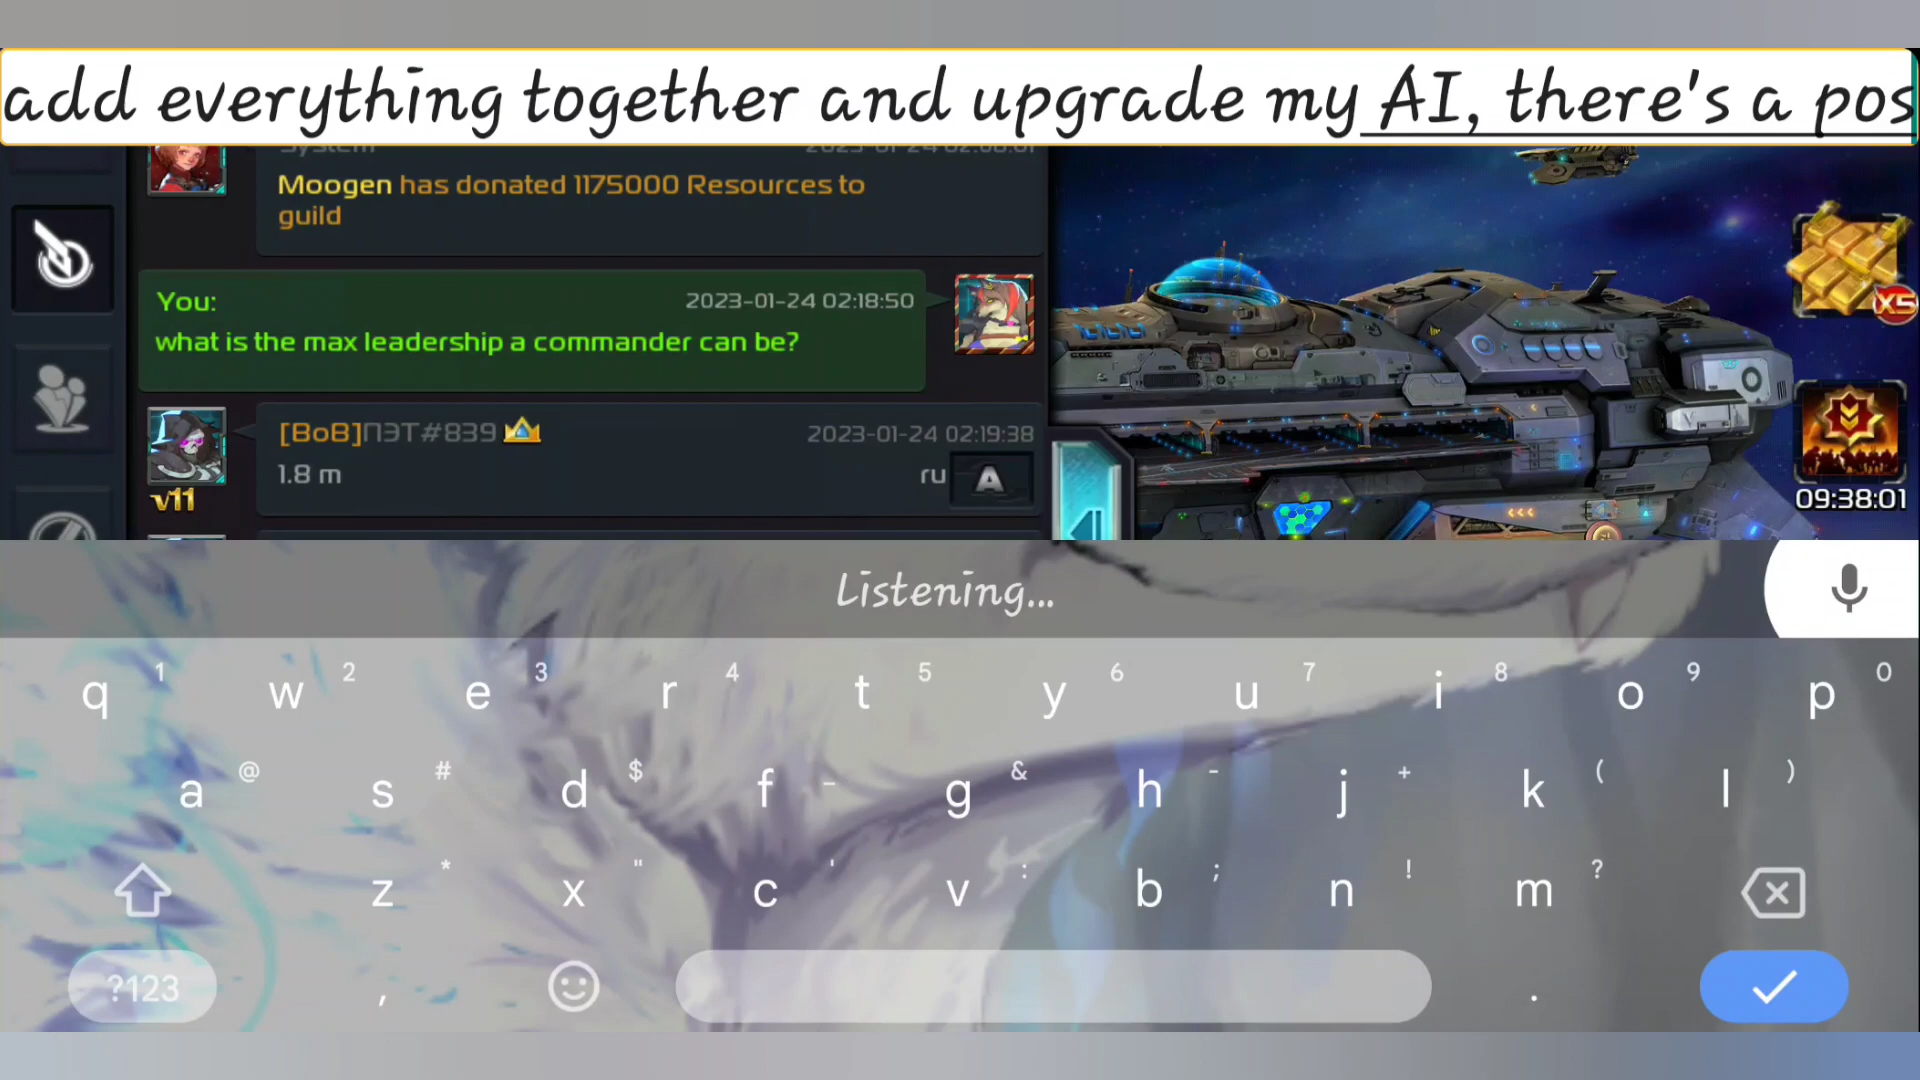 add everything together and upgrade my AI, there's a pos
System
Moogen has donated 1175000 Resources to
guild
You:
2023-01-24 02:18:50
what is the max leadership a commander can be?
[BoB]ПЭТ#839
2023-01-24 02:19:38
1.8 m
ru
A
v11
X5
09:38:01
Listening...
q 1 w 2 e 3 r 4 t 5 y 6 u 7 i 8 o 9 p 0
a @ s # d $ f - g & h - j + k ( l )
z * x " c ' v : b ; n ! m ?
?123 , .